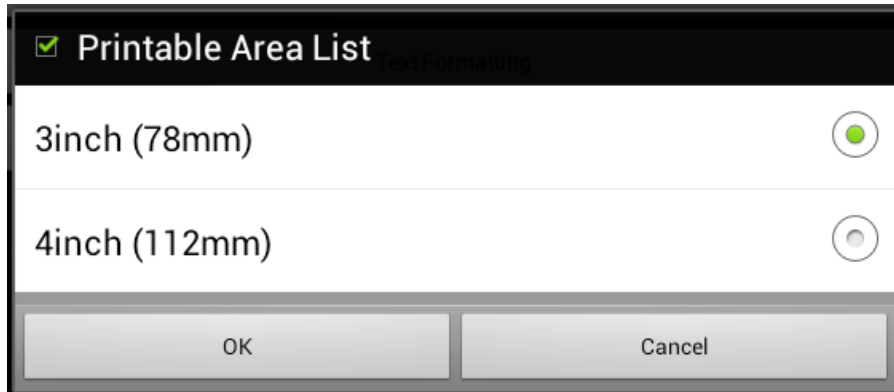 Printable Area List
Text Formatting
3inch (78mm)
4inch (112mm)
OK
Cancel